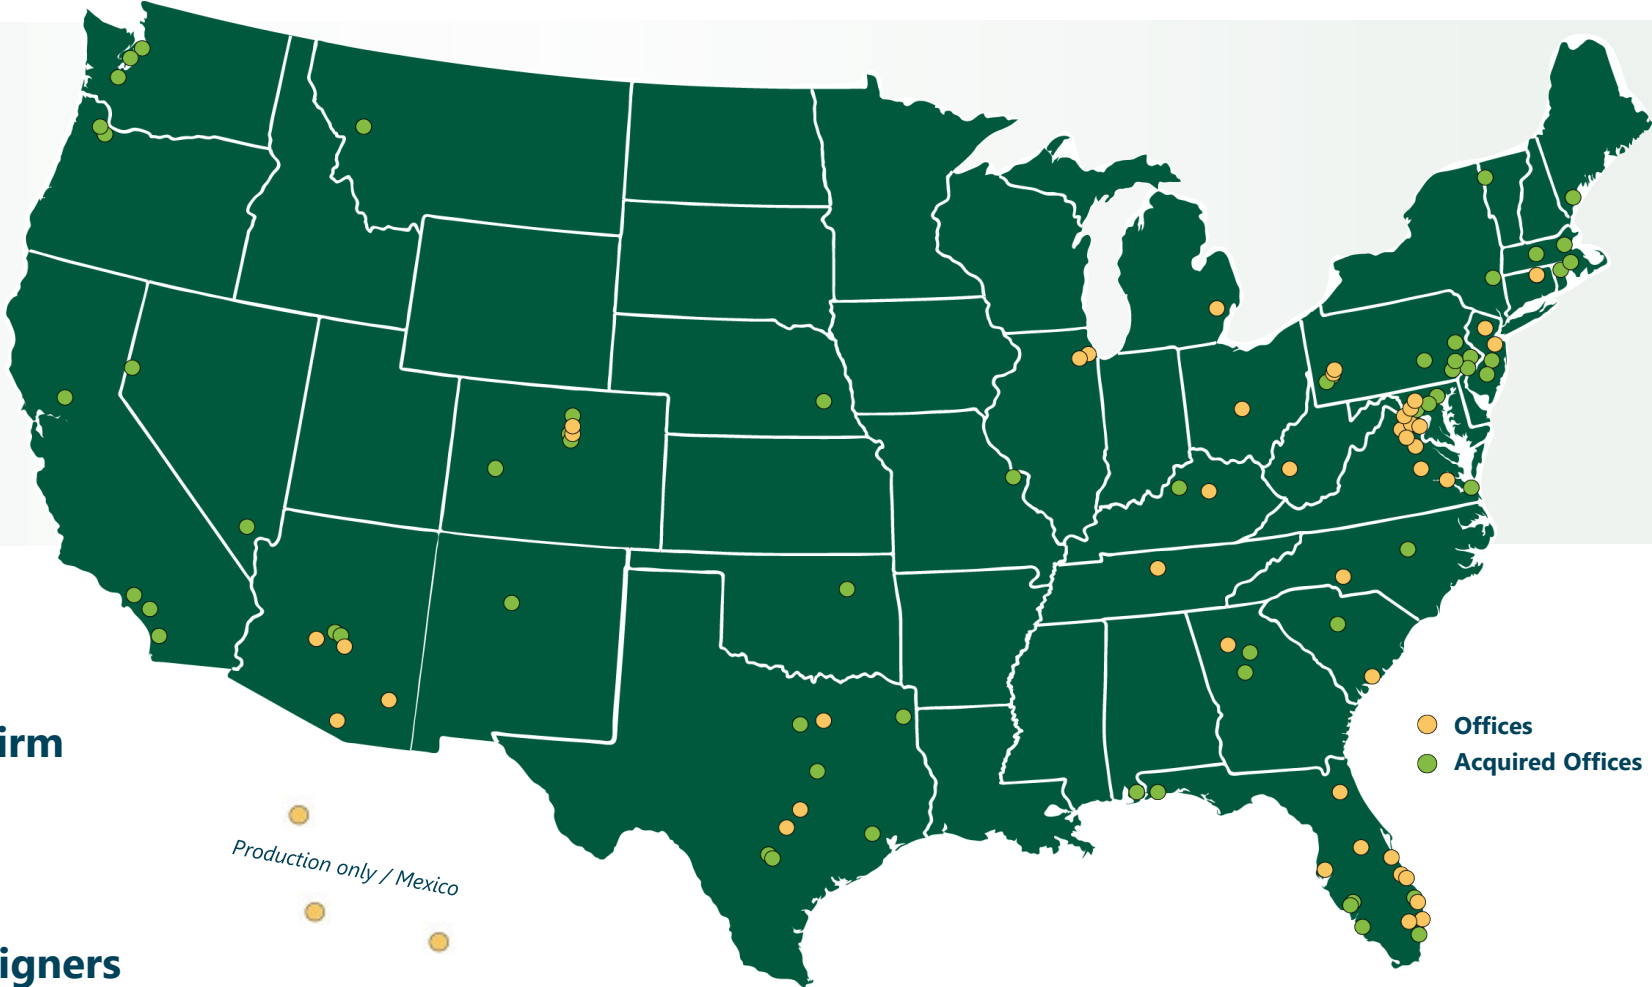 irm
Offices
Acquired Offices
Production only / Mexico
igners